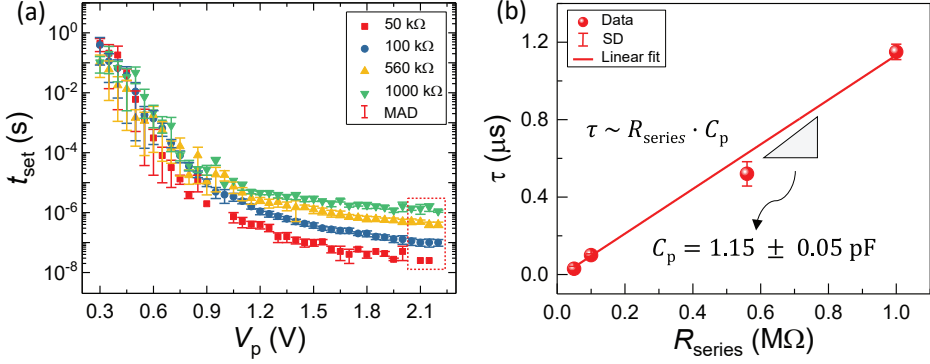 (a)
50 kΩ
100 kΩ
560 kΩ
1000 kΩ
MAD
t_set (s)
10^0
10^-2
10^-4
10^-6
10^-8
0.3 0.6 0.9 1.2 1.5 1.8 2.1
V_p (V)
(b)
Data
SD
Linear fit
τ ~ R_series · C_p
C_p = 1.15 ± 0.05 pF
τ (μs)
1.2
0.8
0.4
0.0
0.0 0.2 0.4 0.6 0.8 1.0
R_series (MΩ)